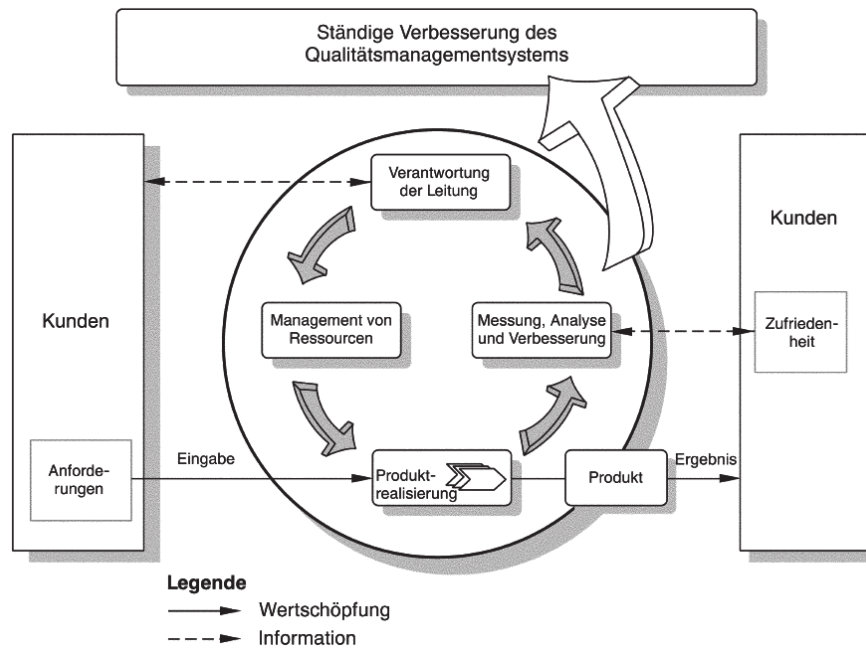 Ständige Verbesserung des
Qualitätsmanagementsystems
Verantwortung
der Leitung
Kunden
Kunden
Management von
Ressourcen
Messung, Analyse
und Verbesserung
Zufrieden-
heit
Anforde-
rungen
Eingabe
Produkt-
realisierung
Produkt
Ergebnis
Legende
Wertschöpfung
Information